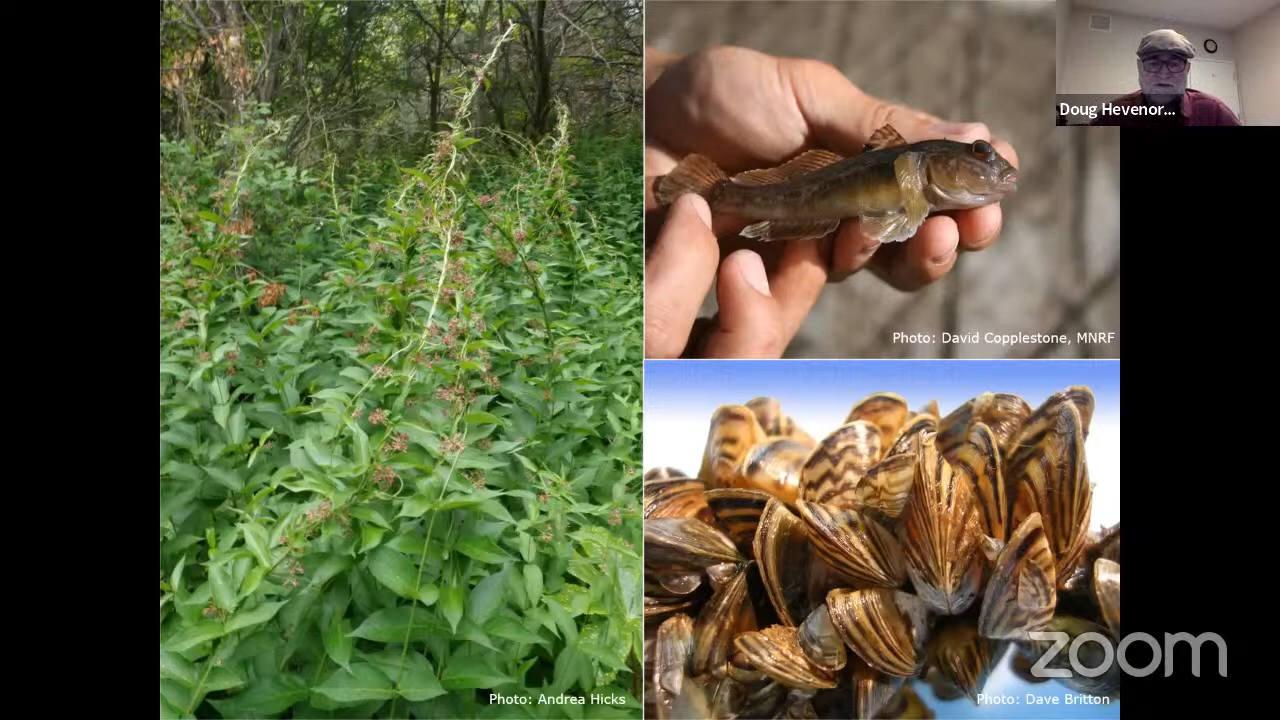 Doug Hevenor...
Photo: David Copplestone, MNRF
zoom
Photo: Andrea Hicks
Photo: Dave Britton